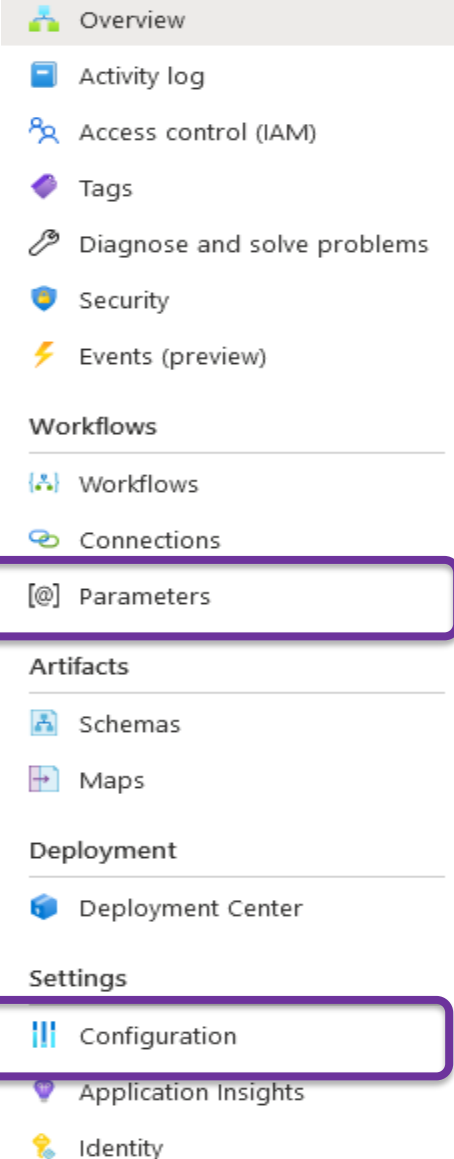 Overview
Activity log
Access control (IAM)
Tags
Diagnose and solve problems
Security
Events (preview)
Workflows
Workflows
Connections
[@] Parameters
Artifacts
Schemas
Maps
Deployment
Deployment Center
Settings
Configuration
Application Insights
Identity